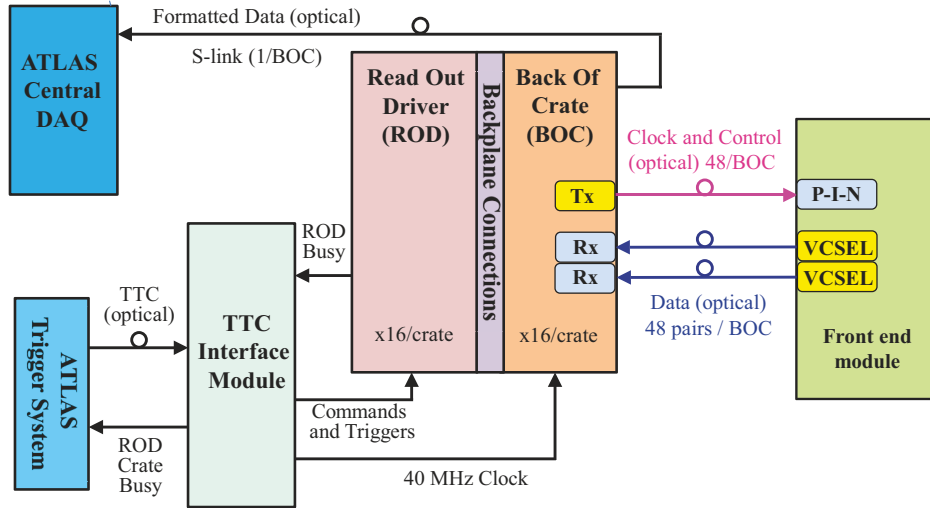 Formatted Data (optical)
S-link (1/BOC)
ATLAS
Central
DAQ
Read Out
Driver
(ROD)
Backplane Connections
Back Of
Crate
(BOC)
Clock and Control
(optical) 48/BOC
Tx
P-I-N
Rx
VCSEL
Rx
VCSEL
Data (optical)
48 pairs / BOC
Front end
module
ROD
Busy
x16/crate
x16/crate
TTC
(optical)
TTC
Interface
Module
ATLAS
Trigger System
Commands
and Triggers
ROD
Crate
Busy
40 MHz Clock